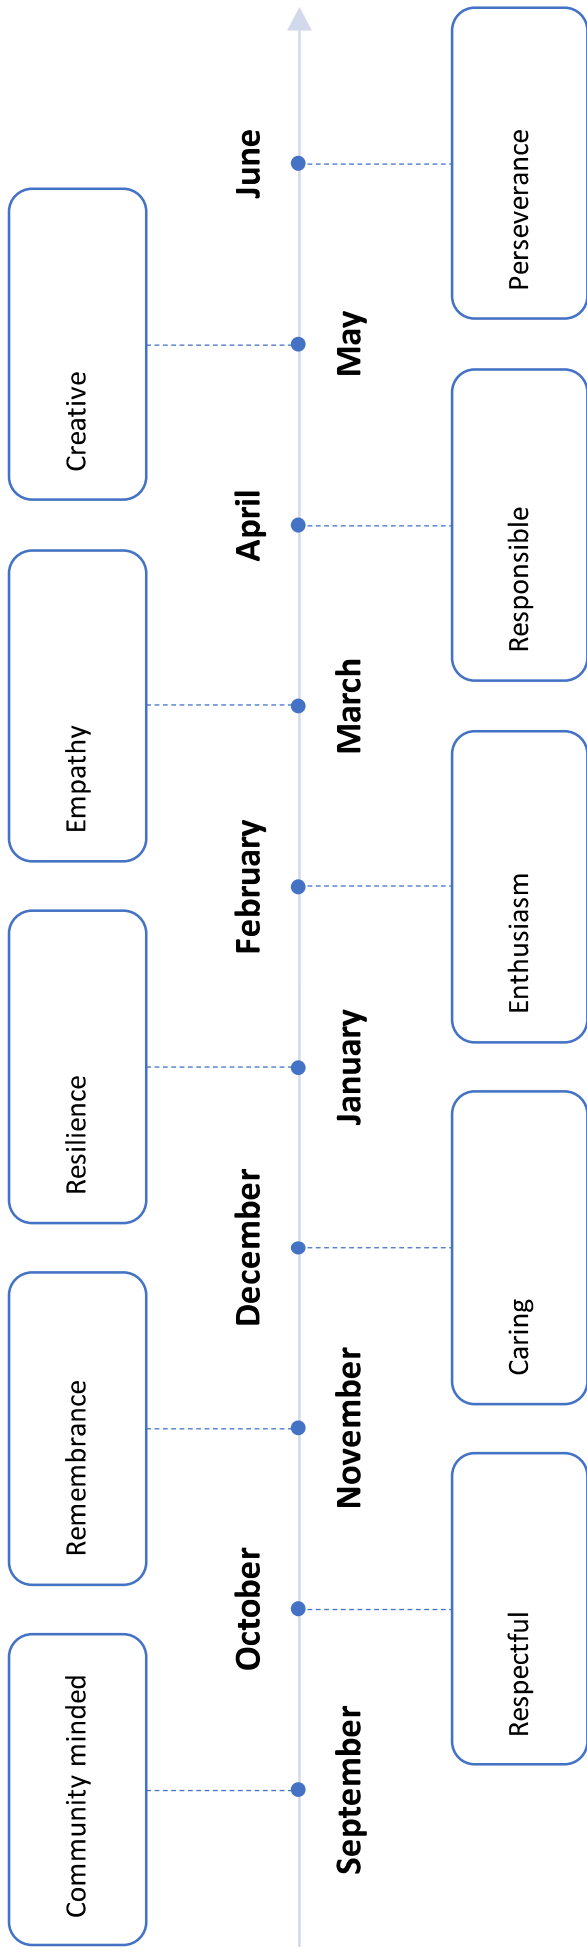 Community minded
Remembrance
Resilience
Empathy
Creative
October
December
February
April
June
September
November
January
March
May
Respectful
Caring
Enthusiasm
Responsible
Perseverance